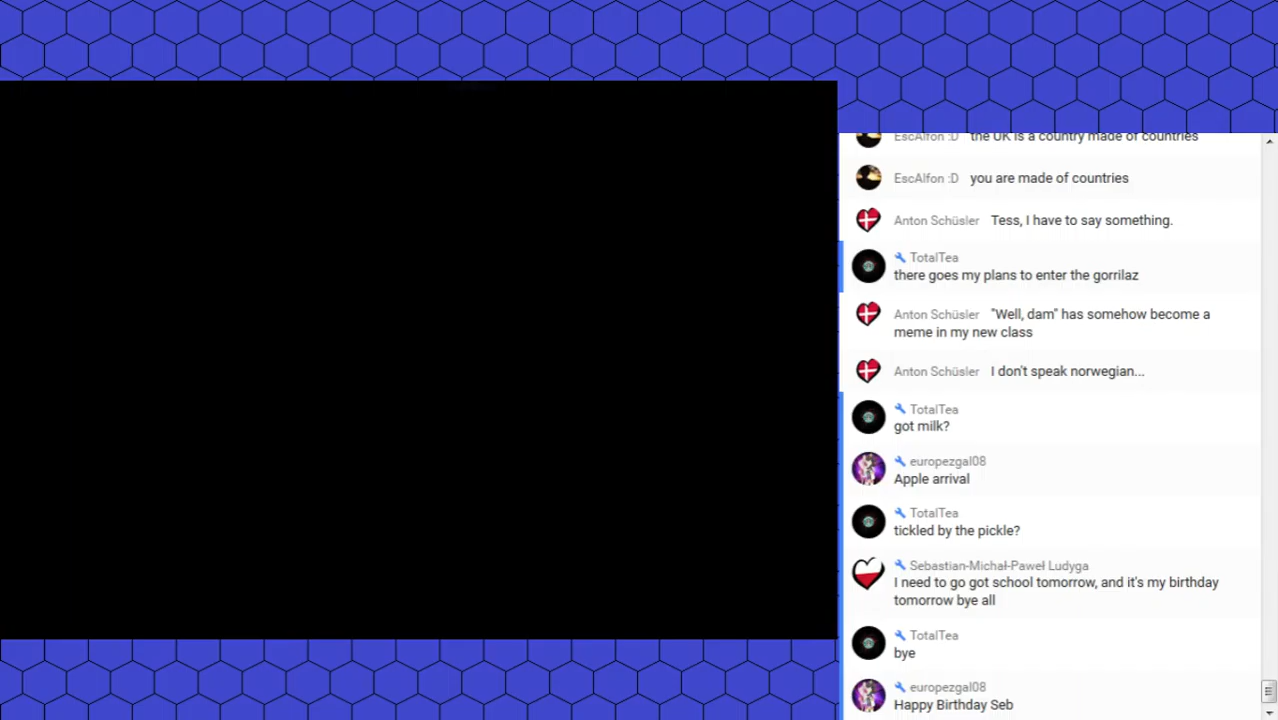 EscAlfon :D the UK is a country made of countries
EscAlfon :D you are made of countries
Anton Schüsler Tess, I have to say something.
TotalTea
there goes my plans to enter the gorrilaz
Anton Schüsler "Well, dam" has somehow become a
meme in my new class
Anton Schüsler I don't speak norwegian...
TotalTea
got milk?
europezgal08
Apple arrival
TotalTea
tickled by the pickle?
Sebastian-Michał-Paweł Ludyga
I need to go got school tomorrow, and it's my birthday
tomorrow bye all
TotalTea
bye
europezgal08
Happy Birthday Seb